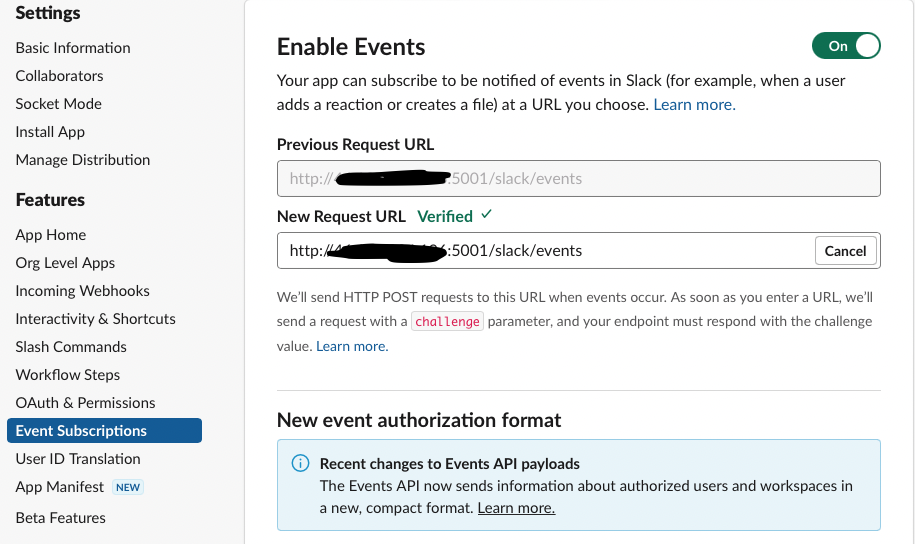 Settings
Basic Information
Collaborators
Socket Mode
Install App
Manage Distribution
Features
App Home
Org Level Apps
Incoming Webhooks
Interactivity & Shortcuts
Slash Commands
Workflow Steps
OAuth & Permissions
Event Subscriptions
User ID Translation
App Manifest NEW
Beta Features
Enable Events
On
Your app can subscribe to be notified of events in Slack (for example, when a user
adds a reaction or creates a file) at a URL you choose. Learn more.
Previous Request URL
http:// :5001/slack/events
New Request URL Verified
http:// :5001/slack/events
Cancel
We’ll send HTTP POST requests to this URL when events occur. As soon as you enter a URL, we’ll
send a request with a challenge parameter, and your endpoint must respond with the challenge
value. Learn more.
New event authorization format
Recent changes to Events API payloads
The Events API now sends information about authorized users and workspaces in
a new, compact format. Learn more.